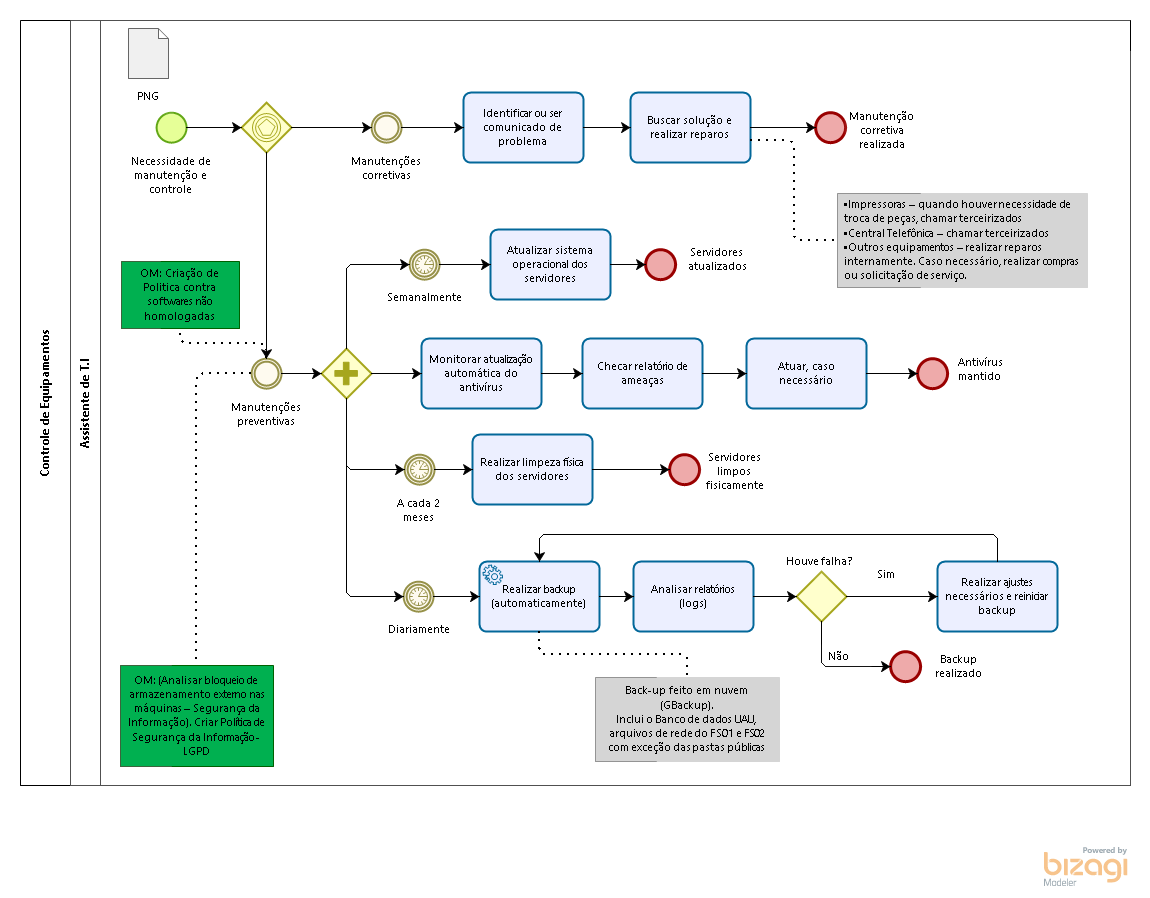 PNG
Necessidade de
manutenção e
controle
Manutenções
corretivas
Identificar ou ser
comunicado de
problema
Buscar solução e
realizar reparos
Manutenção
corretiva
realizada
•Impressoras – quando houver necessidade de
troca de peças, chamar terceirizados
•Central Telefônica – chamar terceirizados
•Outros equipamentos – realizar reparos
internamente. Caso necessário, realizar compras
ou solicitação de serviço.
Controle de Equipamentos
Assistente de T.I
OM: Criação de
Politica contra
softwares não
homologadas
Semanalmente
Atualizar sistema
operacional dos
servidores
Servidores
atualizados
Manutenções
preventivas
Monitorar atualização
automática do
antivírus
Checar relatório de
ameaças
Atuar, caso
necessário
Antivírus
mantido
A cada 2
meses
Realizar limpeza física
dos servidores
Servidores
limpos
fisicamente
Diariamente
Realizar backup
(automaticamente)
Analisar relatórios
(logs)
Houve falha?
Sim
Realizar ajustes
necessários e reiniciar
backup
Não
Backup
realizado
OM: (Analisar bloqueio de
armazenamento externo nas
máquinas – Segurança da
Informação). Criar Política de
Segurança da Informação-
LGPD
Back-up feito em nuvem
(GBackup).
Inclui o Banco de dados UAU,
arquivos de rede do FS01 e FS02
com exceção das pastas públicas
Powered by
bizagi
Modeler